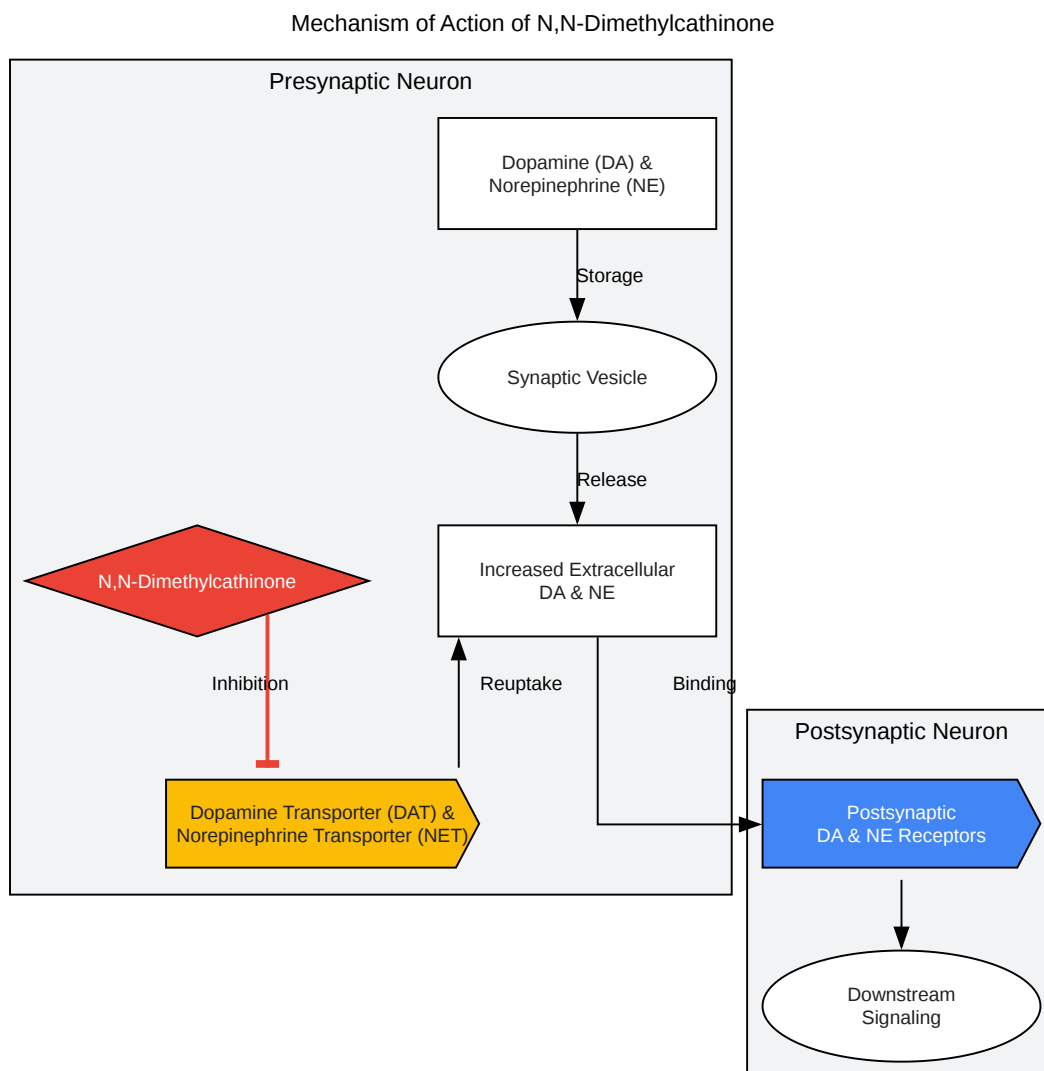 Mechanism of Action of N,N-Dimethylcathinone
Presynaptic Neuron
Dopamine (DA) &
Norepinephrine (NE)
Storage
Synaptic Vesicle
Release
N,N-Dimethylcathinone
Increased Extracellular
DA & NE
Inhibition
Reuptake
Binding
Postsynaptic Neuron
Dopamine Transporter (DAT) &
Norepinephrine Transporter (NET)
Postsynaptic
DA & NE Receptors
Downstream
Signaling